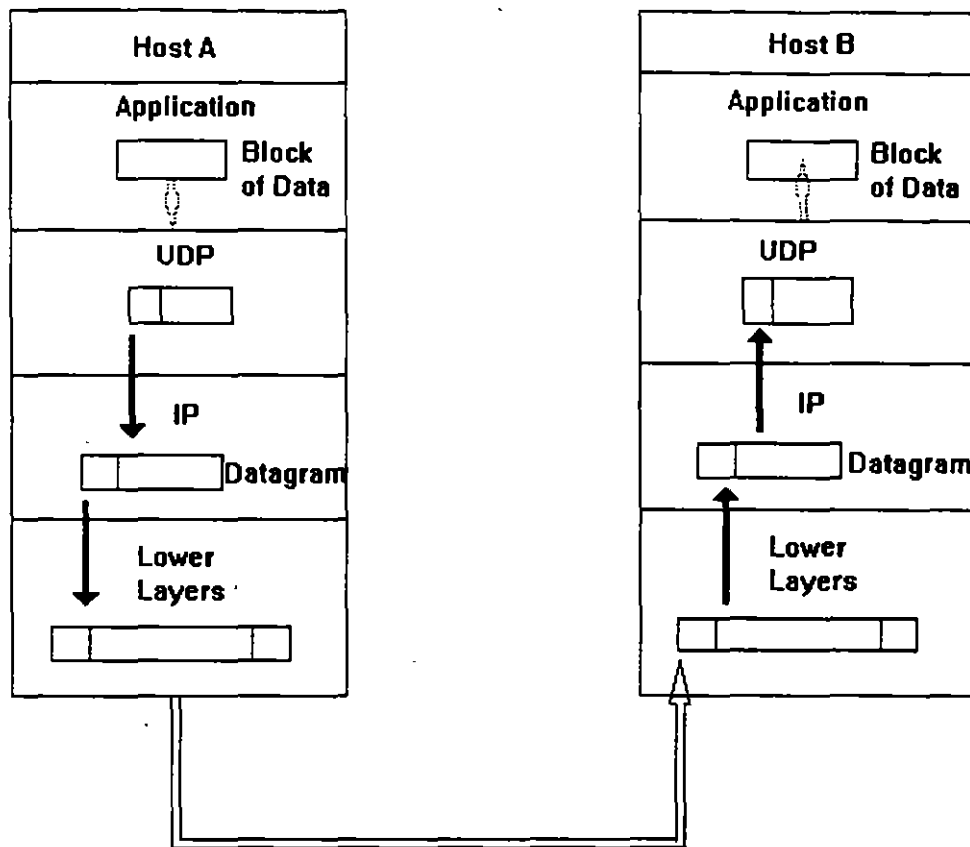 Host A
Application
Block
of Data
UDP
IP
Datagram
Lower
Layers
Host B
Application
Block
of Data
UDP
IP
Datagram
Lower
Layers